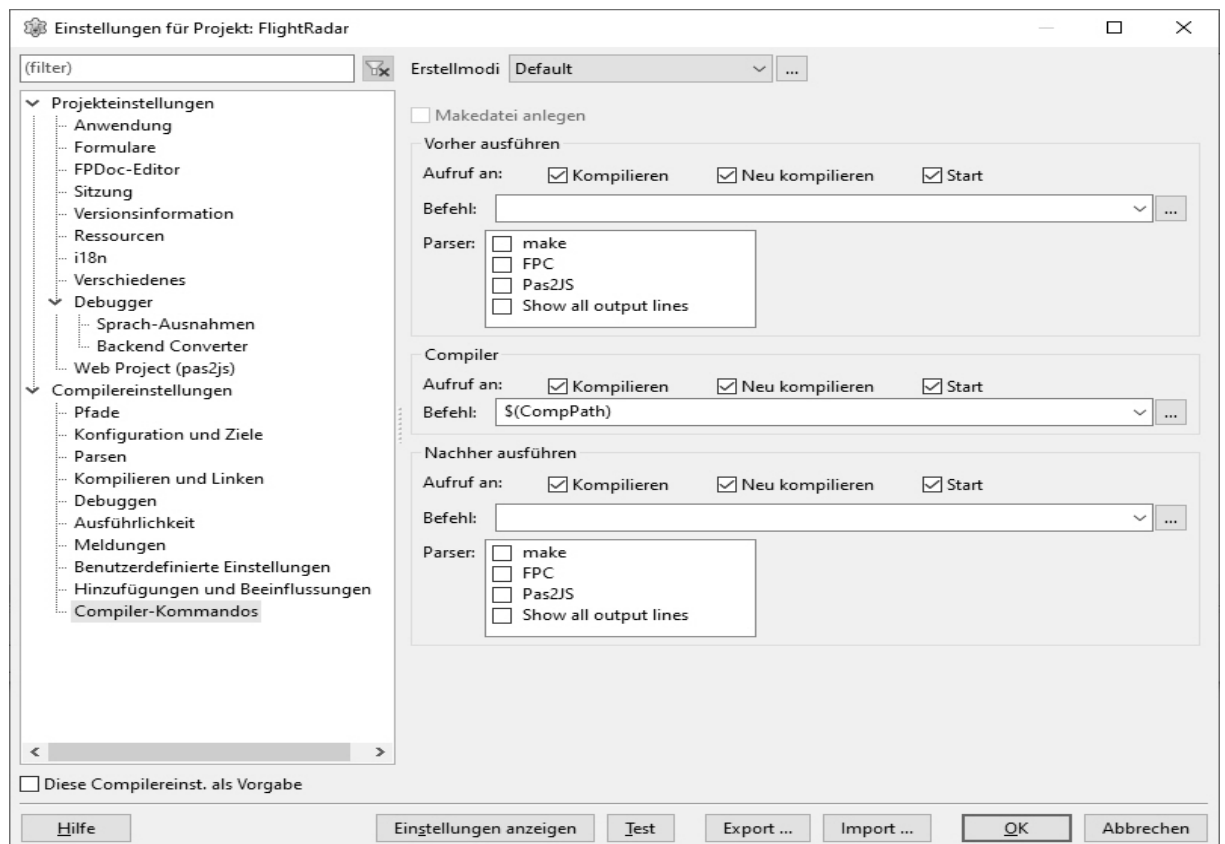 Einstellungen für Projekt: FlightRadar
(filter)
Erstellmodi Default ...
Projekteinstellungen
Anwendung
Formulare
FPDoc-Editor
Sitzung
Versionsinformation
Ressourcen
i18n
Verschiedenes
Debugger
Sprach-Ausnahmen
Backend Converter
Web Project (pas2js)
Compilereinstellungen
Pfade
Konfiguration und Ziele
Parsen
Kompilieren und Linken
Debuggen
Ausführlichkeit
Meldungen
Benutzerdefinierte Einstellungen
Hinzufügungen und Beeinflussungen
Compiler-Kommandos
Makedatei anlegen
Vorher ausführen
Aufruf an: Kompilieren Neu kompilieren Start
Befehl: ...
Parser: make
FPC
Pas2JS
Show all output lines
Compiler
Aufruf an: Kompilieren Neu kompilieren Start
Befehl: $(CompPath) ...
Nachher ausführen
Aufruf an: Kompilieren Neu kompilieren Start
Befehl: ...
Parser: make
FPC
Pas2JS
Show all output lines
Diese Compilereinst. als Vorgabe
Hilfe Einstellungen anzeigen Test Export ... Import ... OK Abbrechen